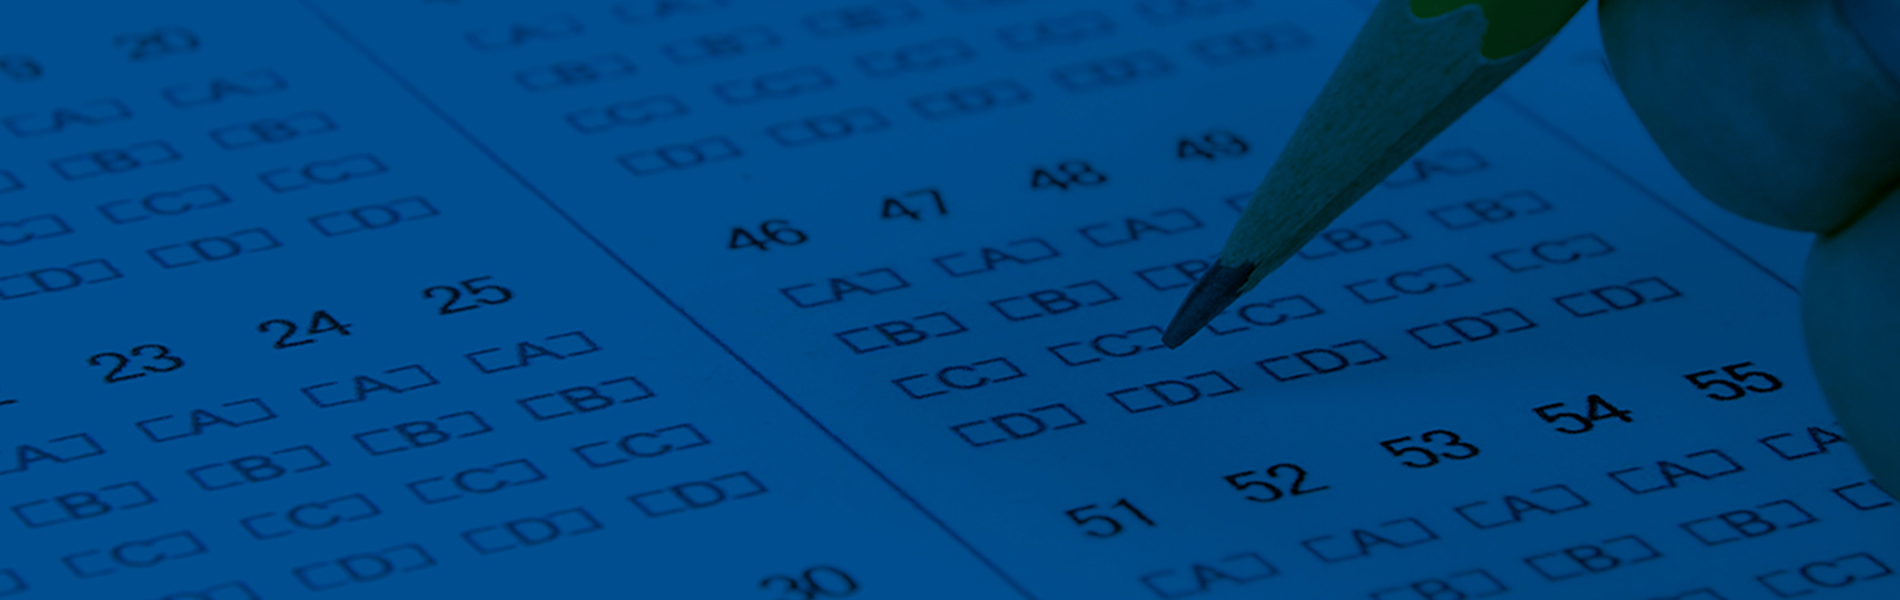 20
[A] [A]
[B] [B]
[C] [C]
[D] [D] [D]
23 24 25
[A] [A] [A] [A]
[B] [B] [B] [B]
[C] [C] [C] [C]
[D] [D] [D]
30
[A] [B] [C] [D]
[B] [C] [D]
[C] [D]
[D] [D]
46 47 48 49
[A] [A] [A] [A]
[B] [B] [B] [B] [B]
[C] [C] [C] [C] [C]
[D] [D] [D] [D] [D]
51 52 53 54 55
[A] [A] [A] [A] [A]
[B] [B] [B]
[C]